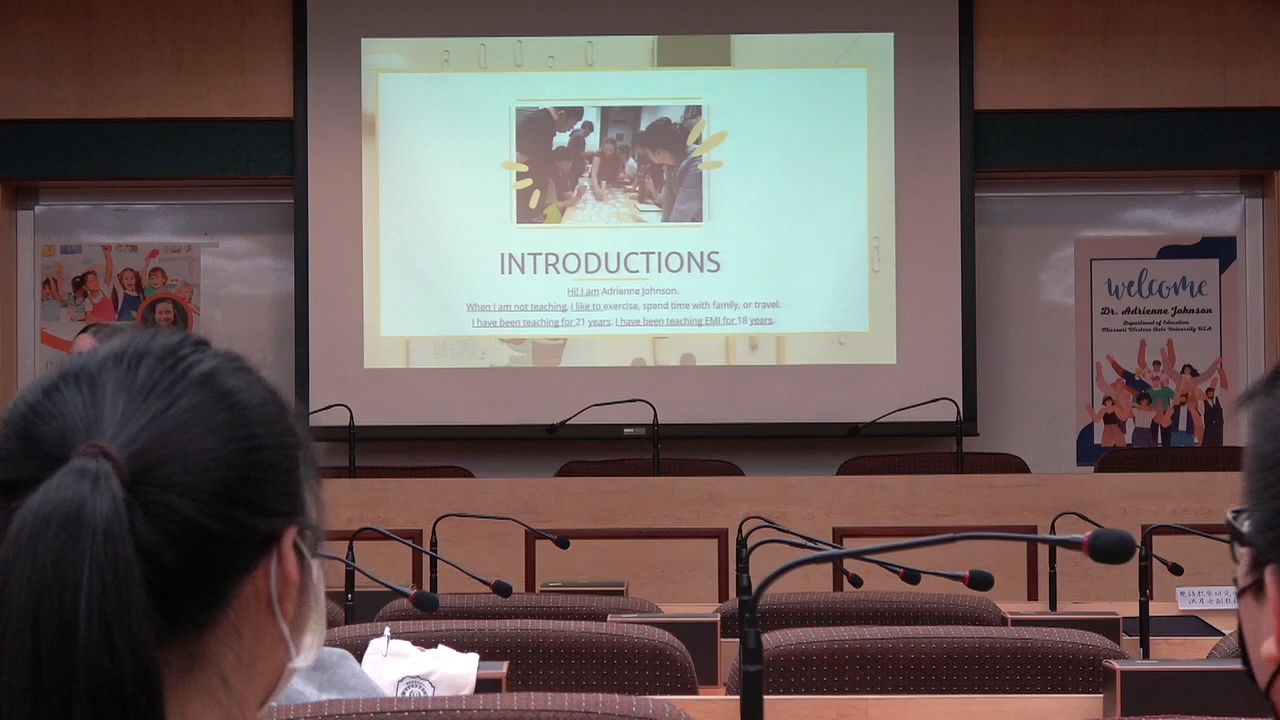 INTRODUCTIONS
Hi! I am Adrienne Johnson.
When I am not teaching, I like to exercise, spend time with family, or travel.
I have been teaching for 21 years. I have been teaching EMI for 18 years.
welcome
Dr. Adrienne Johnson
Department of Education
Missouri Western State University USA